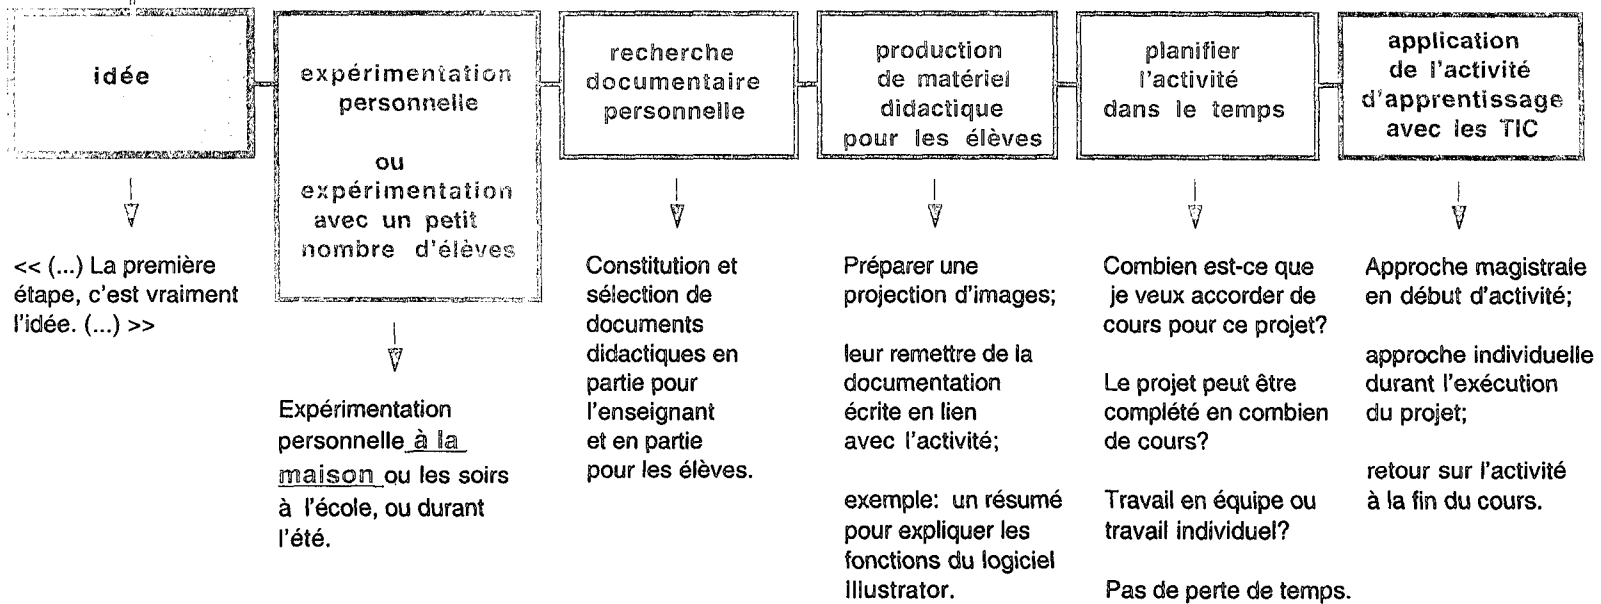 idée
expérimentation
personnelle
ou
expérimentation
avec un petit
nombre d'élèves
recherche
documentaire
personnelle
production
de matériel
didactique
pour les élèves
planifier
l'activité
dans le temps
application
de l'activité
d'apprentissage
avec les TIC
<< (...) La première
étape, c'est vraiment
l'idée. (...) >>
Expérimentation
personnelle à la
maison ou les soirs
à l'école, ou durant
l'été.
Constitution et
sélection de
documents
didactiques en
partie pour
l'enseignant
et en partie
pour les élèves.
Préparer une
projection d'images;
leur remettre de la
documentation
écrite en lien
avec l'activité;
exemple: un résumé
pour expliquer les
fonctions du logiciel
Illustrator.
Combien est-ce que
je veux accorder de
cours pour ce projet?
Le projet peut être
complété en combien
de cours?
Travail en équipe ou
travail individuel?
Pas de perte de temps.
Approche magistrale
en début d'activité;
approche individuelle
durant l'exécution
du projet;
retour sur l'activité
à la fin du cours.